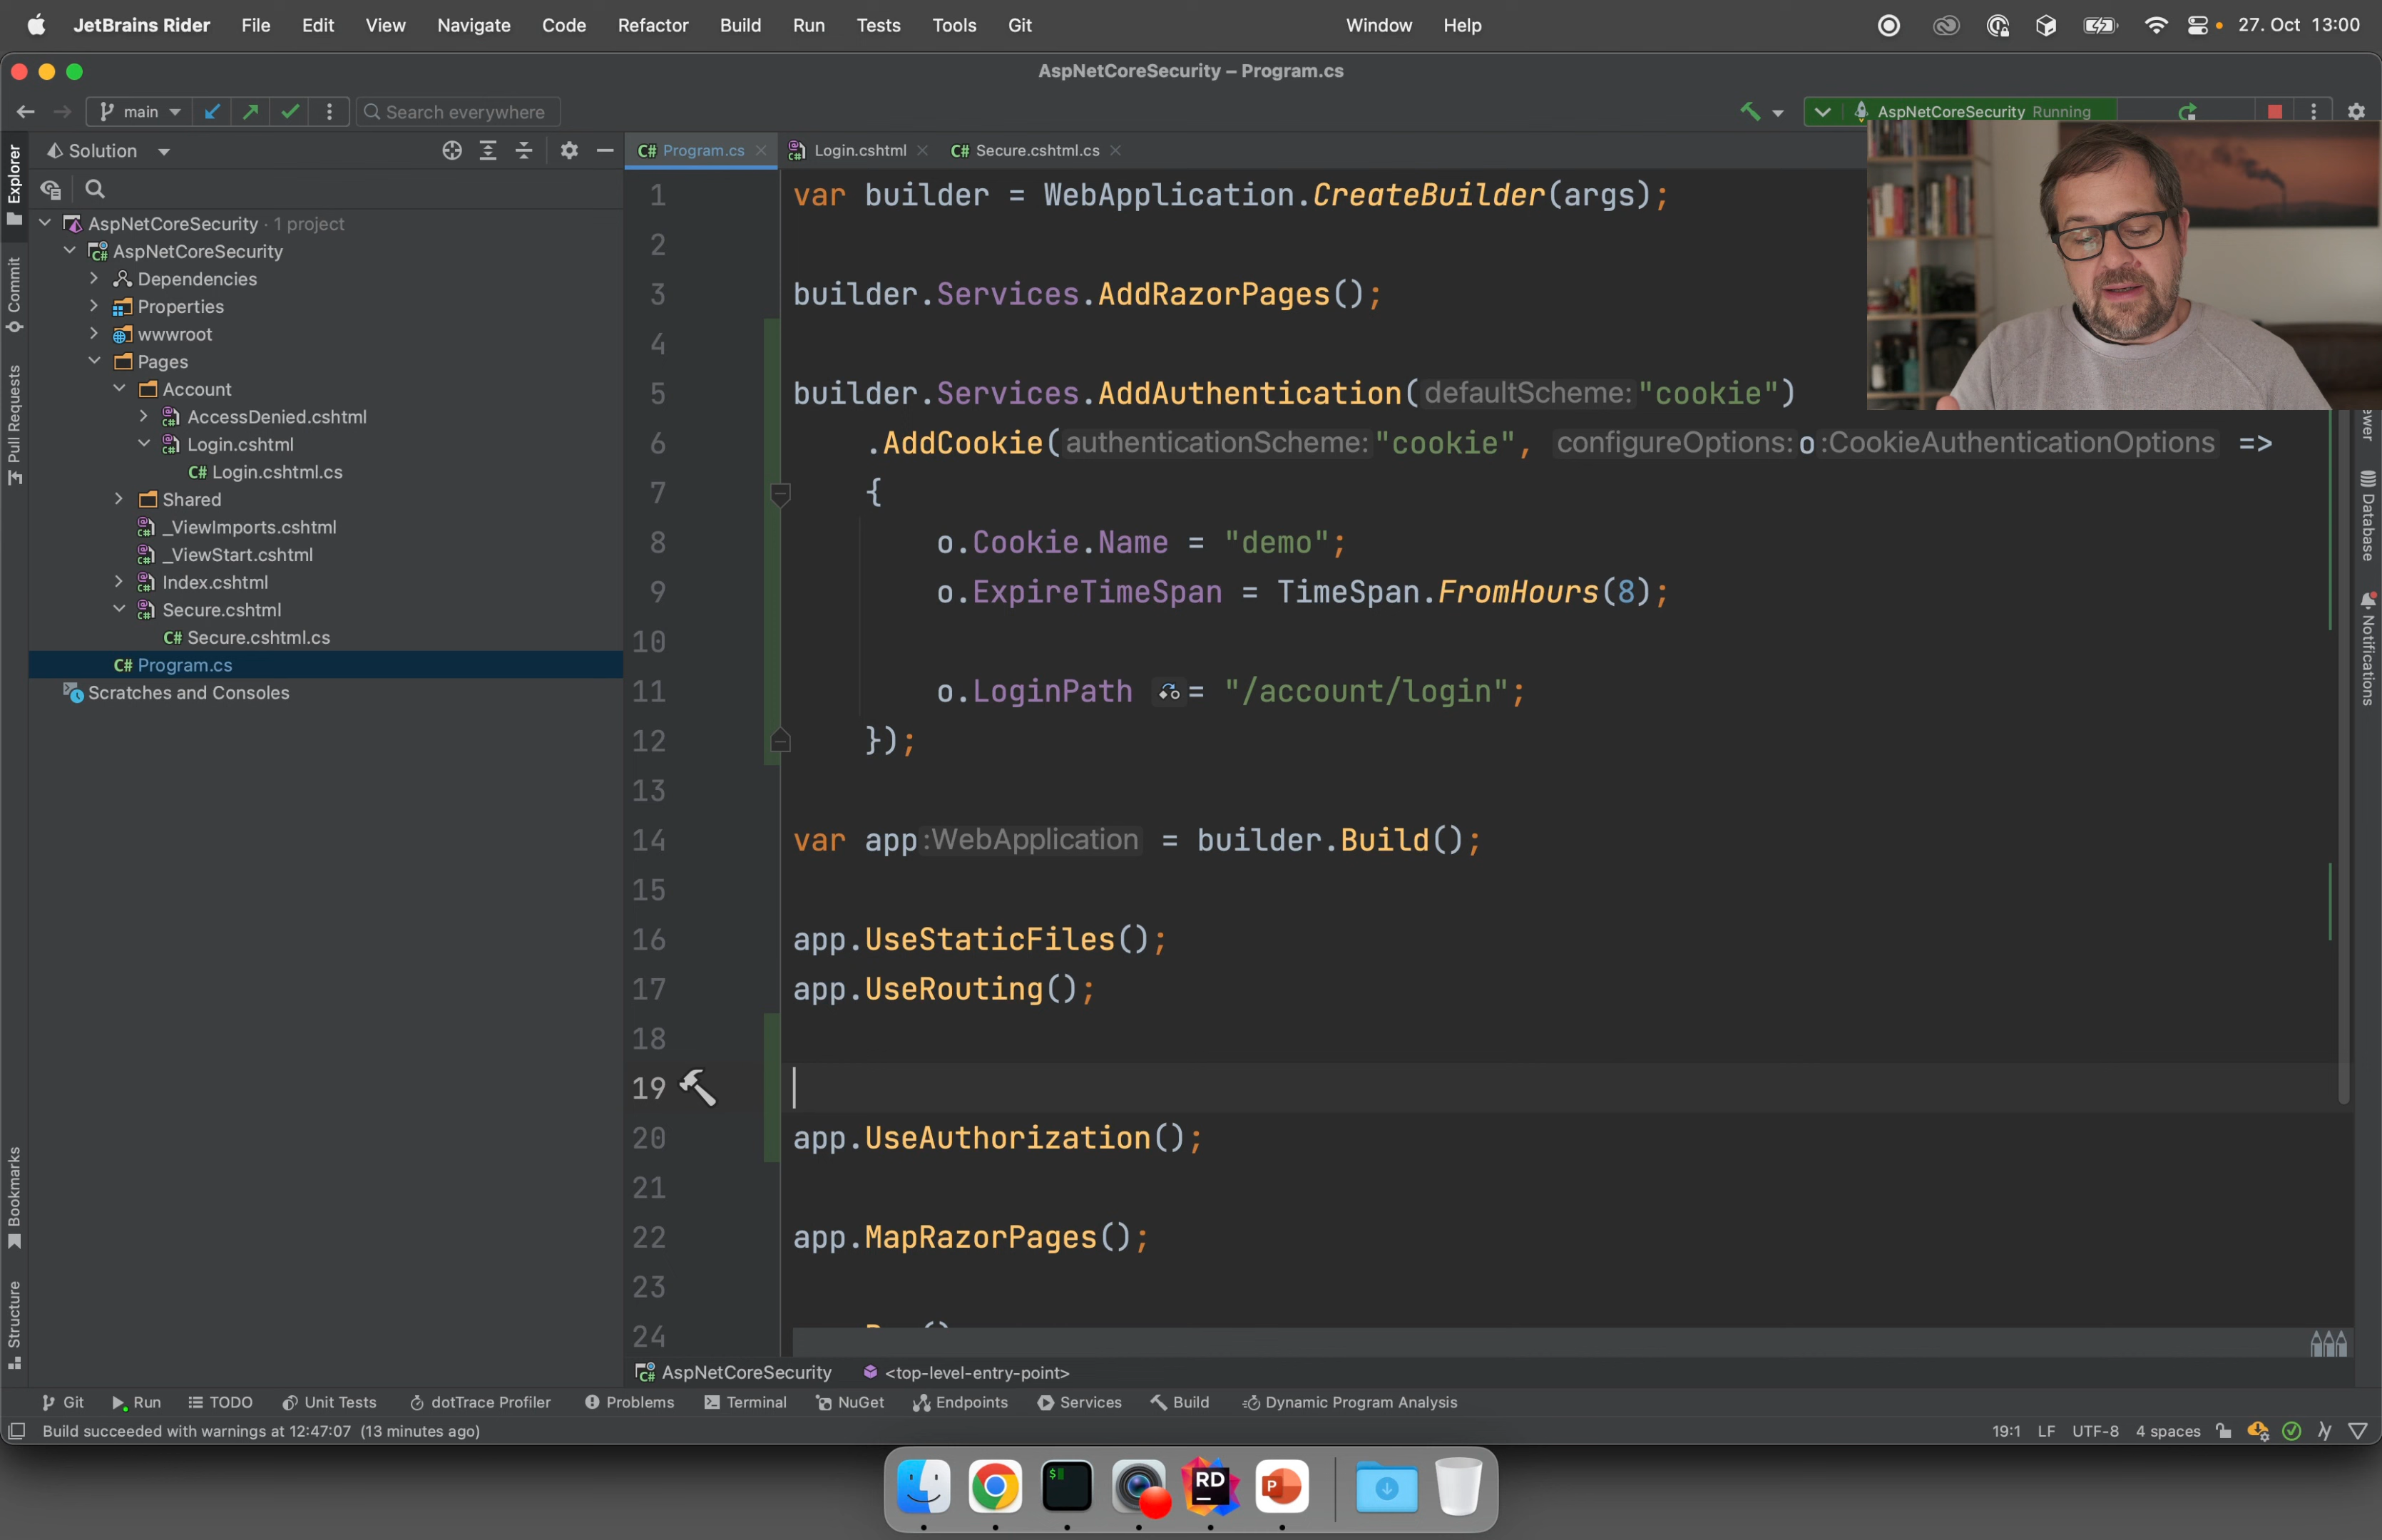 JetBrains Rider File Edit View Navigate Code Refactor Build Run Tests Tools Git Window Help 27. Oct 13:00
AspNetCoreSecurity – Program.cs
main Search everywhere AspNetCoreSecurity Running
Solution
Program.cs Login.cshtml Secure.cshtml.cs
Explorer
Commit
Pull Requests
Bookmarks
Structure
AspNetCoreSecurity · 1 project
AspNetCoreSecurity
Dependencies
Properties
wwwroot
Pages
Account
AccessDenied.cshtml
Login.cshtml
C# Login.cshtml.cs
Shared
_ViewImports.cshtml
_ViewStart.cshtml
Index.cshtml
Secure.cshtml
C# Secure.cshtml.cs
C# Program.cs
Scratches and Consoles
1 var builder = WebApplication.CreateBuilder(args);
2
3 builder.Services.AddRazorPages();
4
5 builder.Services.AddAuthentication(defaultScheme:"cookie")
6 .AddCookie(authenticationScheme:"cookie", configureOptions:o:CookieAuthenticationOptions =>
7 {
8 o.Cookie.Name = "demo";
9 o.ExpireTimeSpan = TimeSpan.FromHours(8);
10
11 o.LoginPath = "/account/login";
12 });
13
14 var app:WebApplication = builder.Build();
15
16 app.UseStaticFiles();
17 app.UseRouting();
18
19
20 app.UseAuthorization();
21
22 app.MapRazorPages();
23
24
Database
Notifications
AspNetCoreSecurity <top-level-entry-point>
Git Run TODO Unit Tests dotTrace Profiler Problems Terminal NuGet Endpoints Services Build Dynamic Program Analysis
Build succeeded with warnings at 12:47:07 (13 minutes ago) 19:1 LF UTF-8 4 spaces
RD
P